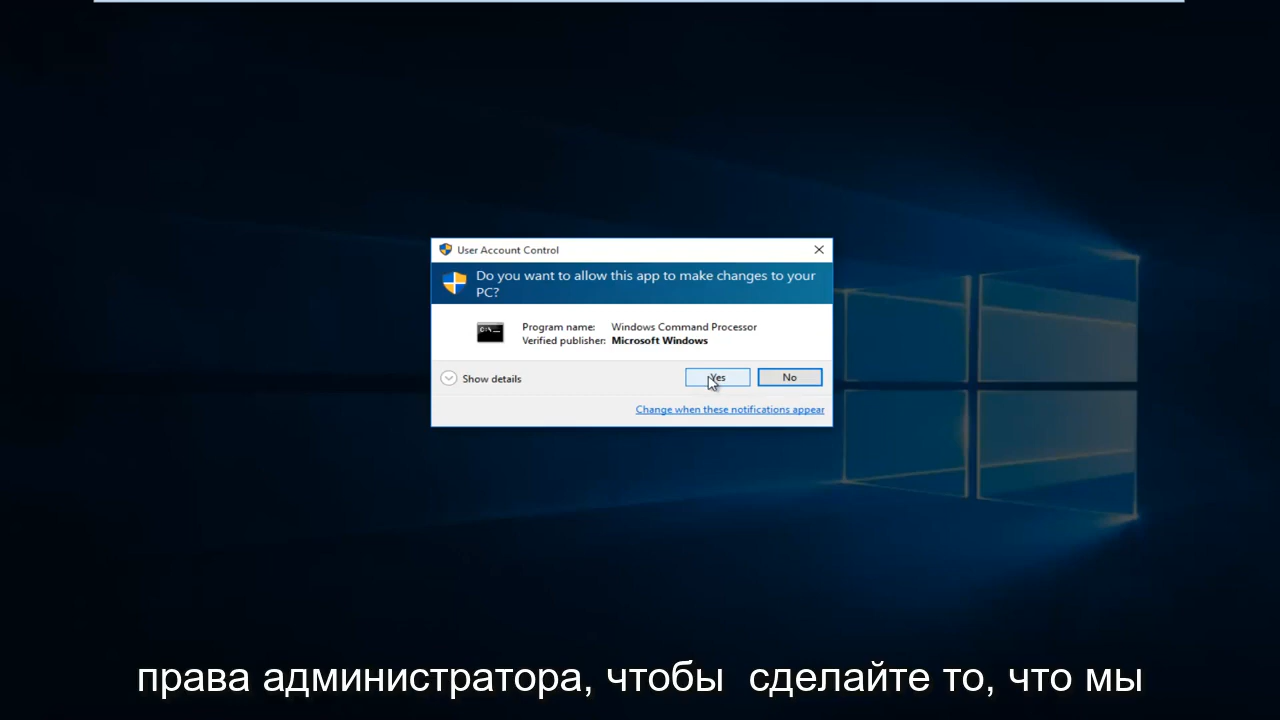 User Account Control
Do you want to allow this app to make changes to your
PC?
Program name: Windows Command Processor
Verified publisher: Microsoft Windows
Show details
Yes
No
Change when these notifications appear
права администратора, чтобы сделайте то, что мы